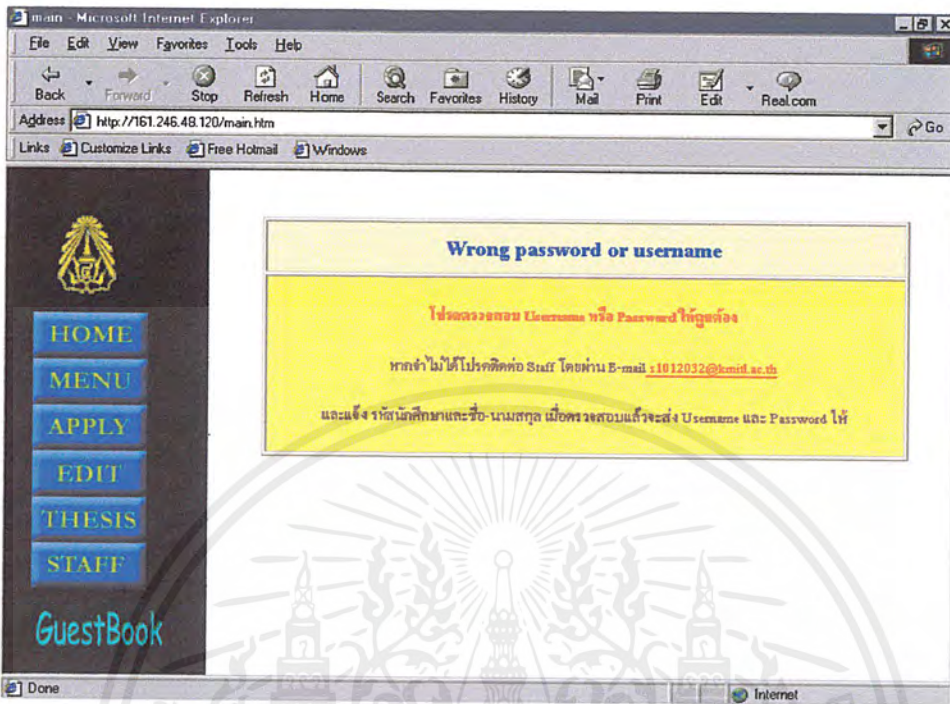 main - Microsoft Internet Explorer
File Edit View Favorites Tools Help
Back Forward Stop Refresh Home Search Favorites History Mail Print Edit Real.com
Address http://161.246.48.120/main.htm Go
Links Customize Links Free Hotmail Windows
HOME
MENU
APPLY
EDIT
THESIS
STAFF
GuestBook
Wrong password or username
โปรดตรวจสอบ Username หรือ Password ให้ถูกต้อง
หากจำไม่ได้โปรดติดต่อ Staff โดยผ่าน E-mail s1012032@kmitl.ac.th
และแจ้ง รหัสนักศึกษาและชื่อ-นามสกุล เมื่อตรวจสอบแล้วจะส่ง Username และ Password ให้
Done Internet